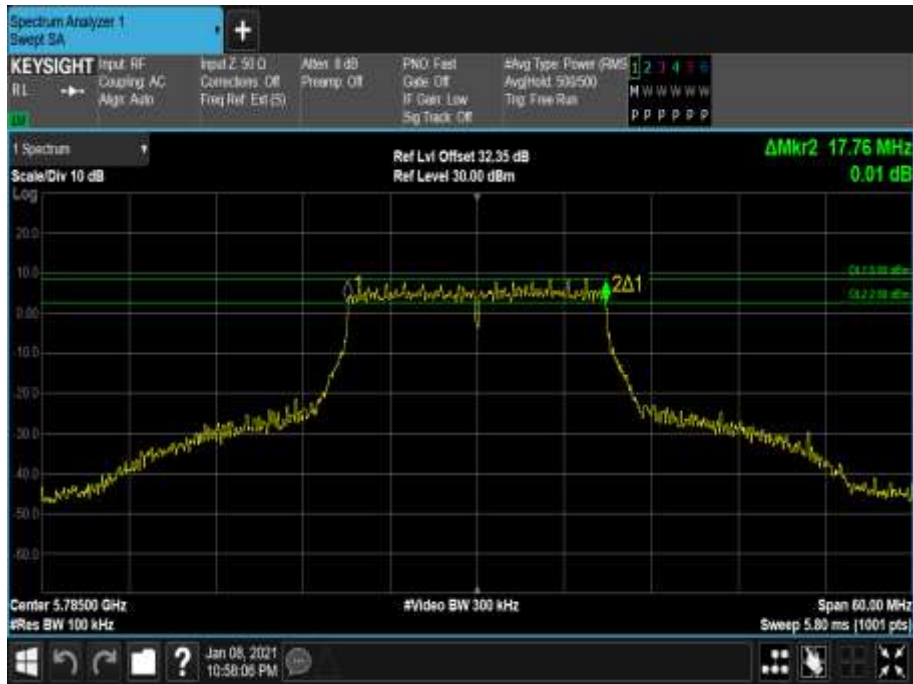 Spectrum Analyzer 1
Swept SA
+
KEYSIGHT
RL
Input: RF
Coupling: AC
Align: Auto
Input Z: 50 Ω
Corrections: Off
Freq Ref: Ext (S)
Atten: 8 dB
Preamp: Off
PNO: Fast
Gate: Off
IF Gain: Low
Sig Track: Off
#Avg Type: Power (RMS
Avg|Hold: 500/500
Trig: Free Run
1 2 3 4 5 6
M W W W W W
P P P P P P
1 Spectrum
Scale/Div 10 dB
Ref Lvl Offset 32.35 dB
Ref Level 30.00 dBm
ΔMkr2 17.76 MHz
0.01 dB
Log
20.0
10.0
0.00
-10.0
-20.0
-30.0
-40.0
-50.0
-60.0
1
2Δ1
Center 5.78500 GHz
#Res BW 100 kHz
#Video BW 300 kHz
Span 60.00 MHz
Sweep 5.80 ms (1001 pts)
?
Jan 08, 2021
10:58:06 PM